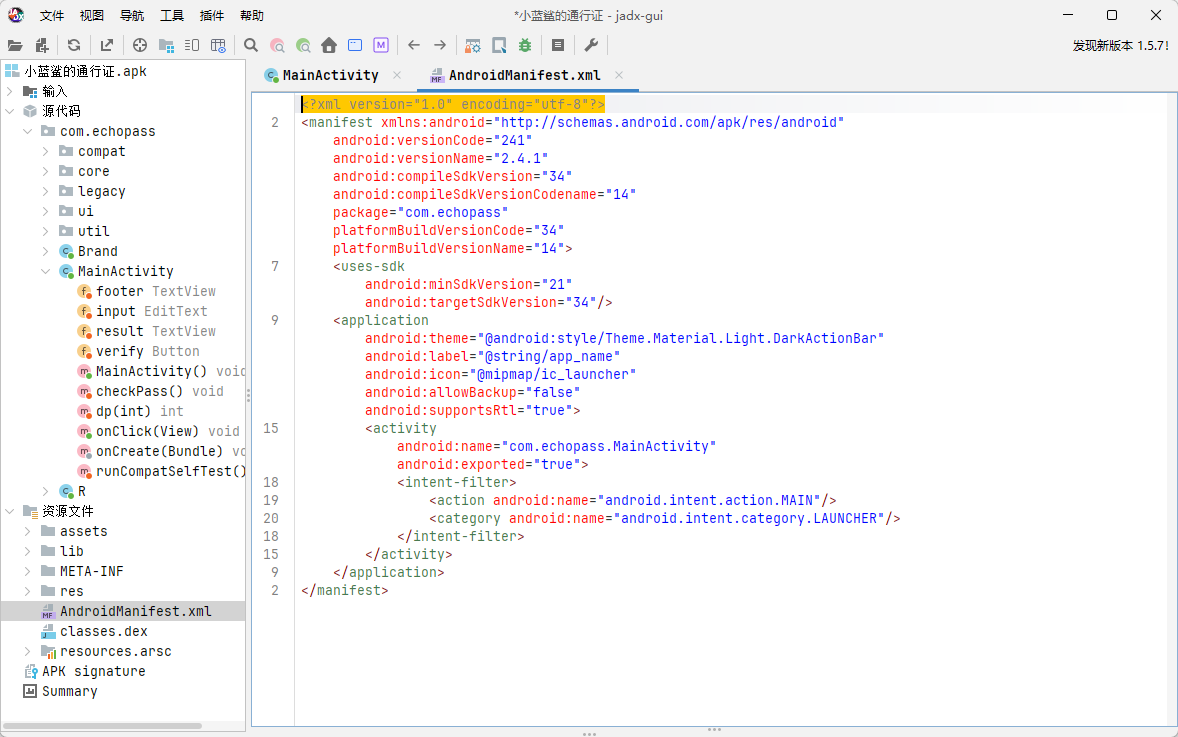 文件 视图 导航 工具 插件 帮助
*小蓝鲨的通行证 - jadx-gui
发现新版本 1.5.7!
小蓝鲨的通行证.apk
输入
源代码
com.echopass
compat
core
legacy
ui
util
Brand
MainActivity
footer TextView
input EditText
result TextView
verify Button
MainActivity() void
checkPass() void
dp(int) int
onClick(View) void
onCreate(Bundle) vo
runCompatSelfTest()
R
资源文件
assets
lib
META-INF
res
AndroidManifest.xml
classes.dex
resources.arsc
APK signature
Summary
MainActivity
AndroidManifest.xml
<?xml version="1.0" encoding="utf-8"?>
2 <manifest xmlns:android="http://schemas.android.com/apk/res/android"
android:versionCode="241"
android:versionName="2.4.1"
android:compileSdkVersion="34"
android:compileSdkVersionCodename="14"
package="com.echopass"
platformBuildVersionCode="34"
platformBuildVersionName="14">
7 <uses-sdk
android:minSdkVersion="21"
android:targetSdkVersion="34"/>
9 <application
android:theme="@android:style/Theme.Material.Light.DarkActionBar"
android:label="@string/app_name"
android:icon="@mipmap/ic_launcher"
android:allowBackup="false"
android:supportsRtl="true">
15 <activity
android:name="com.echopass.MainActivity"
android:exported="true">
18 <intent-filter>
19 <action android:name="android.intent.action.MAIN"/>
20 <category android:name="android.intent.category.LAUNCHER"/>
18 </intent-filter>
15 </activity>
9 </application>
2 </manifest>